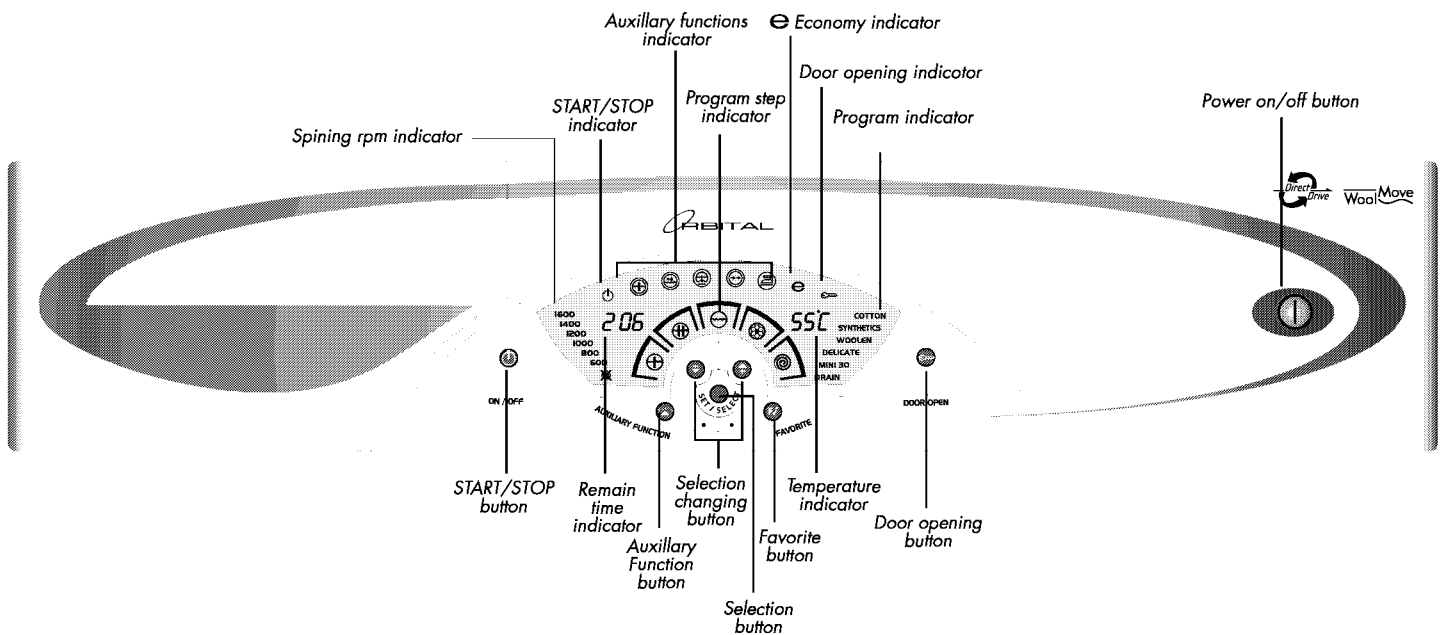 Auxillary functions
indicator
e Economy indicator
Door opening indicotor
START/STOP
indicator
Program step
indicator
Program indicator
Spining rpm indicator
Power on/off button
Direct
Drive
Wool Move
ORBITAL
1600
1400
1200
1000
800
600
2 06
e
55°C
COTTON
SYNTHETICS
WOOLEN
DELICATE
MINI 30
DRAIN
ON / OFF
SET / SELECT
AUXILIARY FUNCTION
FAVORITE
DOOR OPEN
START/STOP
button
Remain
time
indicator
Auxillary
Function
button
Selection
changing
button
Selection
button
Favorite
button
Temperature
indicator
Door opening
button